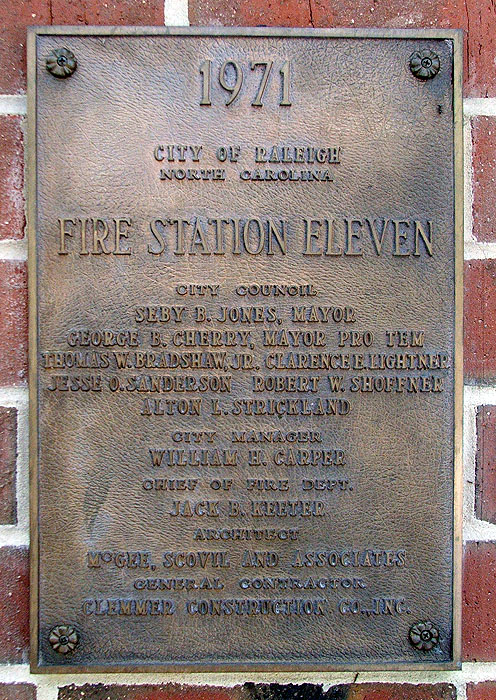 1971
CITY OF RALEIGH
NORTH CAROLINA
FIRE STATION ELEVEN
CITY COUNCIL
SEBY B. JONES, MAYOR
GEORGE B. CHERRY, MAYOR PRO TEM
THOMAS W. BRADSHAW, JR. CLARENCE E. LIGHTNER
JESSE O. SANDERSON ROBERT W. SHOFFNER
ALTON L. STRICKLAND
CITY MANAGER
WILLIAM H. CARPER
CHIEF OF FIRE DEPT.
JACK B. KEETER
ARCHITECT
McGEE, SCOVIL AND ASSOCIATES
GENERAL CONTRACTOR
CLEMMER CONSTRUCTION CO., INC.